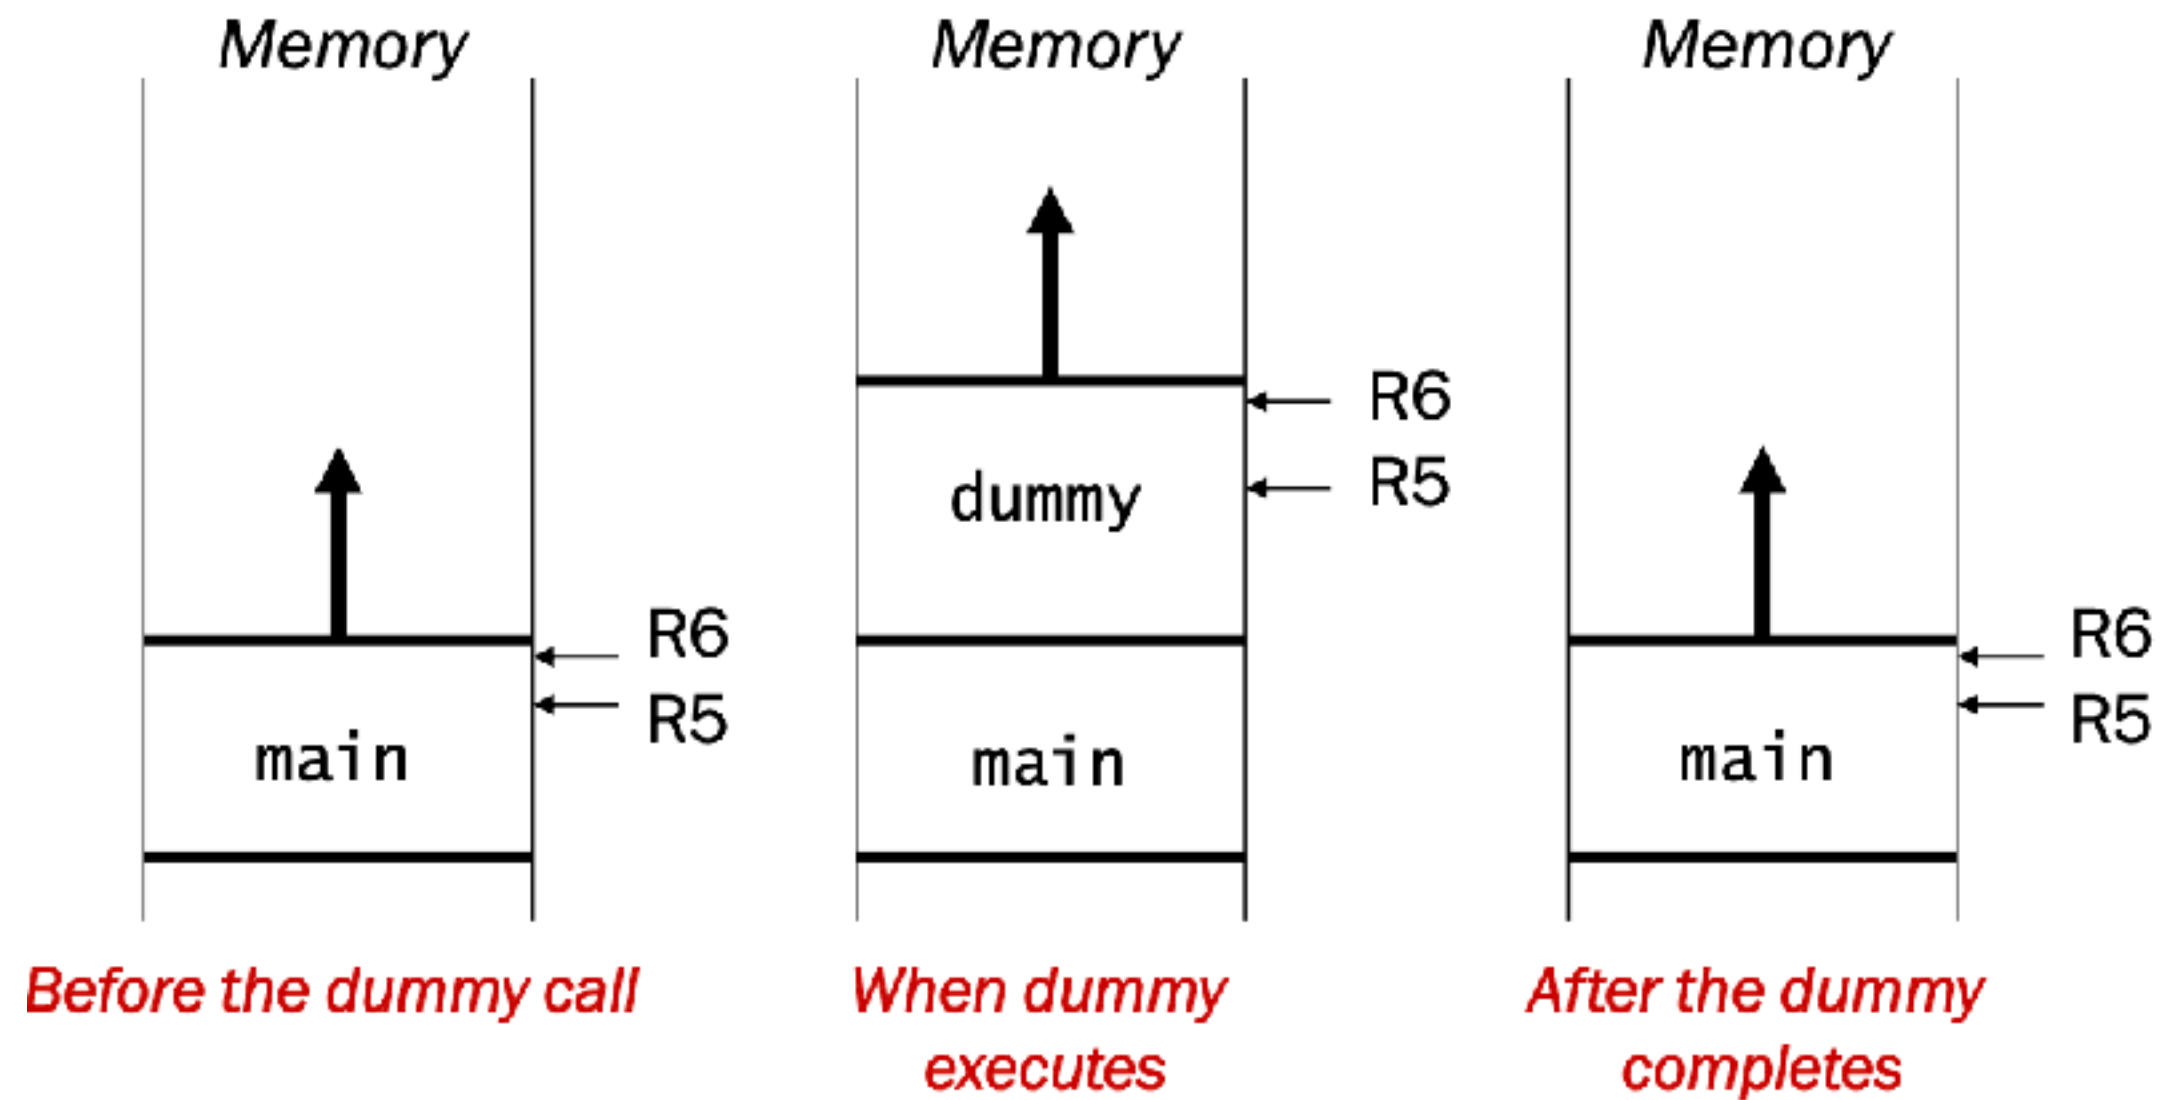 Memory
R6
R5
main
Before the dummy call
Memory
R6
R5
dummy
main
When dummy
executes
Memory
R6
R5
main
After the dummy
completes